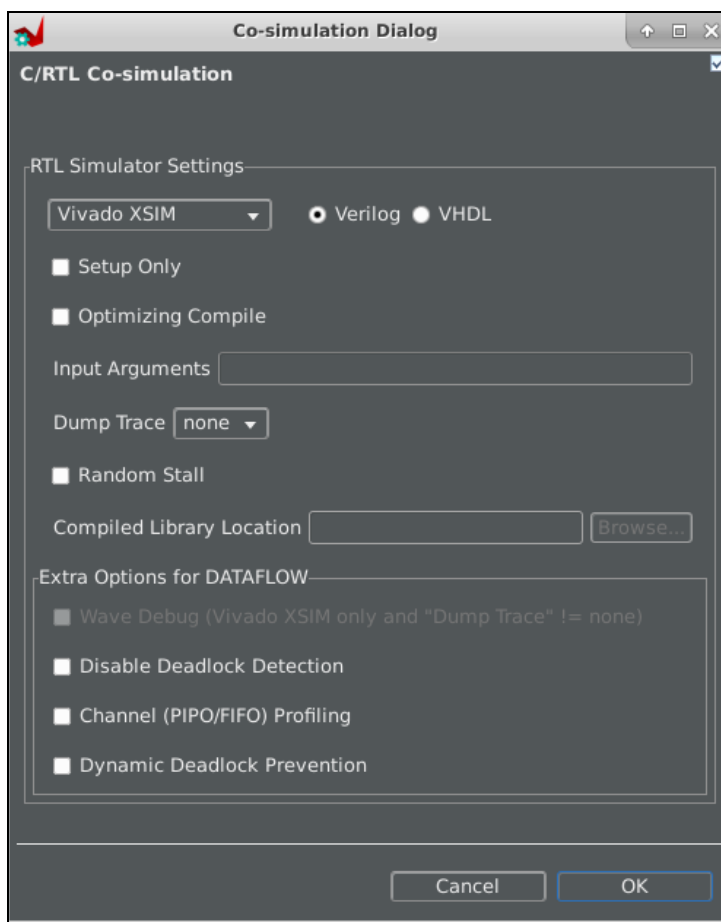 Co-simulation Dialog
C/RTL Co-simulation
RTL Simulator Settings
Vivado XSIM Verilog VHDL
Setup Only
Optimizing Compile
Input Arguments
Dump Trace none
Random Stall
Compiled Library Location Browse...
Extra Options for DATAFLOW
Wave Debug (Vivado XSIM only and "Dump Trace" != none)
Disable Deadlock Detection
Channel (PIPO/FIFO) Profiling
Dynamic Deadlock Prevention
Cancel OK